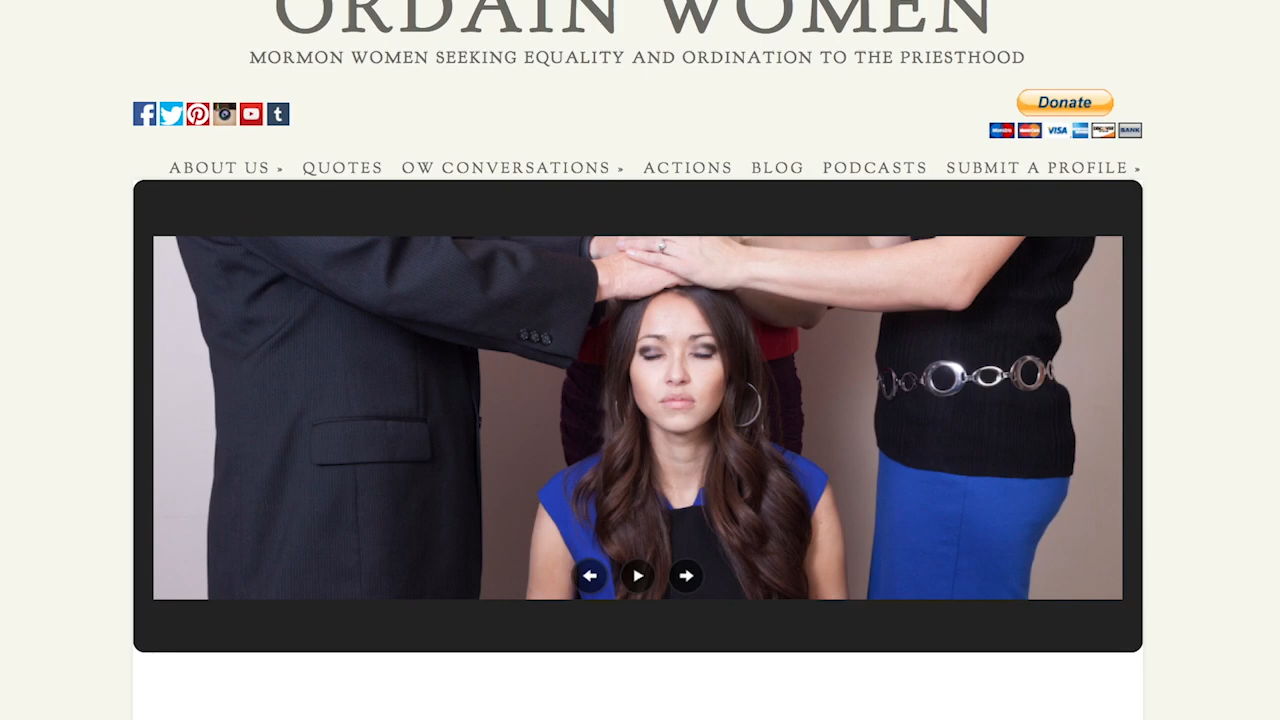 ORDAIN WOMEN
MORMON WOMEN SEEKING EQUALITY AND ORDINATION TO THE PRIESTHOOD
Donate
VISA
BANK
ABOUT US » QUOTES OW CONVERSATIONS » ACTIONS BLOG PODCASTS SUBMIT A PROFILE »